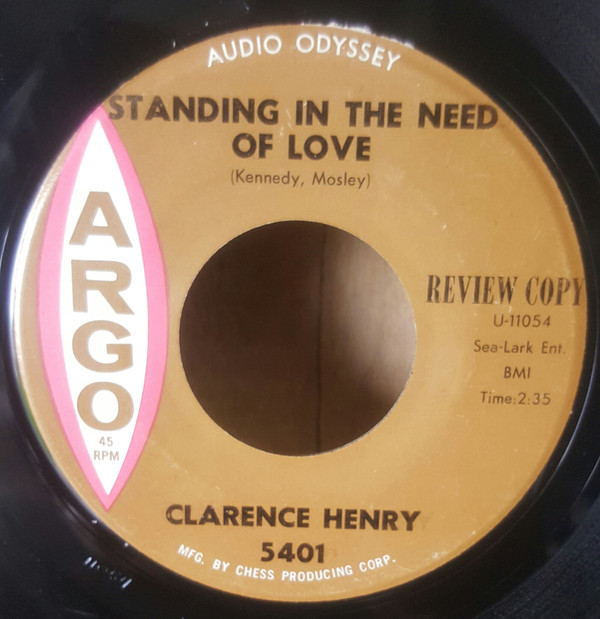 AUDIO ODYSSEY
STANDING IN THE NEED
OF LOVE
(Kennedy, Mosley)
ARGO
45
RPM
REVIEW COPY
U-11054
Sea-Lark Ent.
BMI
Time:2:35
CLARENCE HENRY
5401
MFG. BY CHESS PRODUCING CORP.